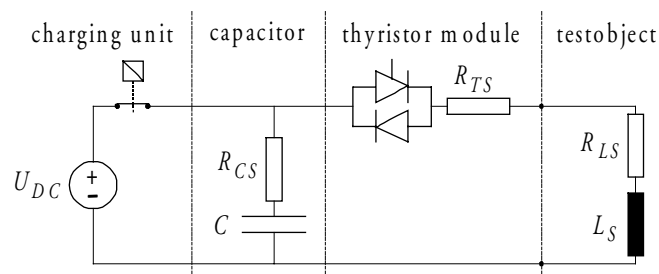 charging unit
capacitor
thyristor module
testobject
R_TS
R_CS
R_LS
U_DC
+
-
C
L_S